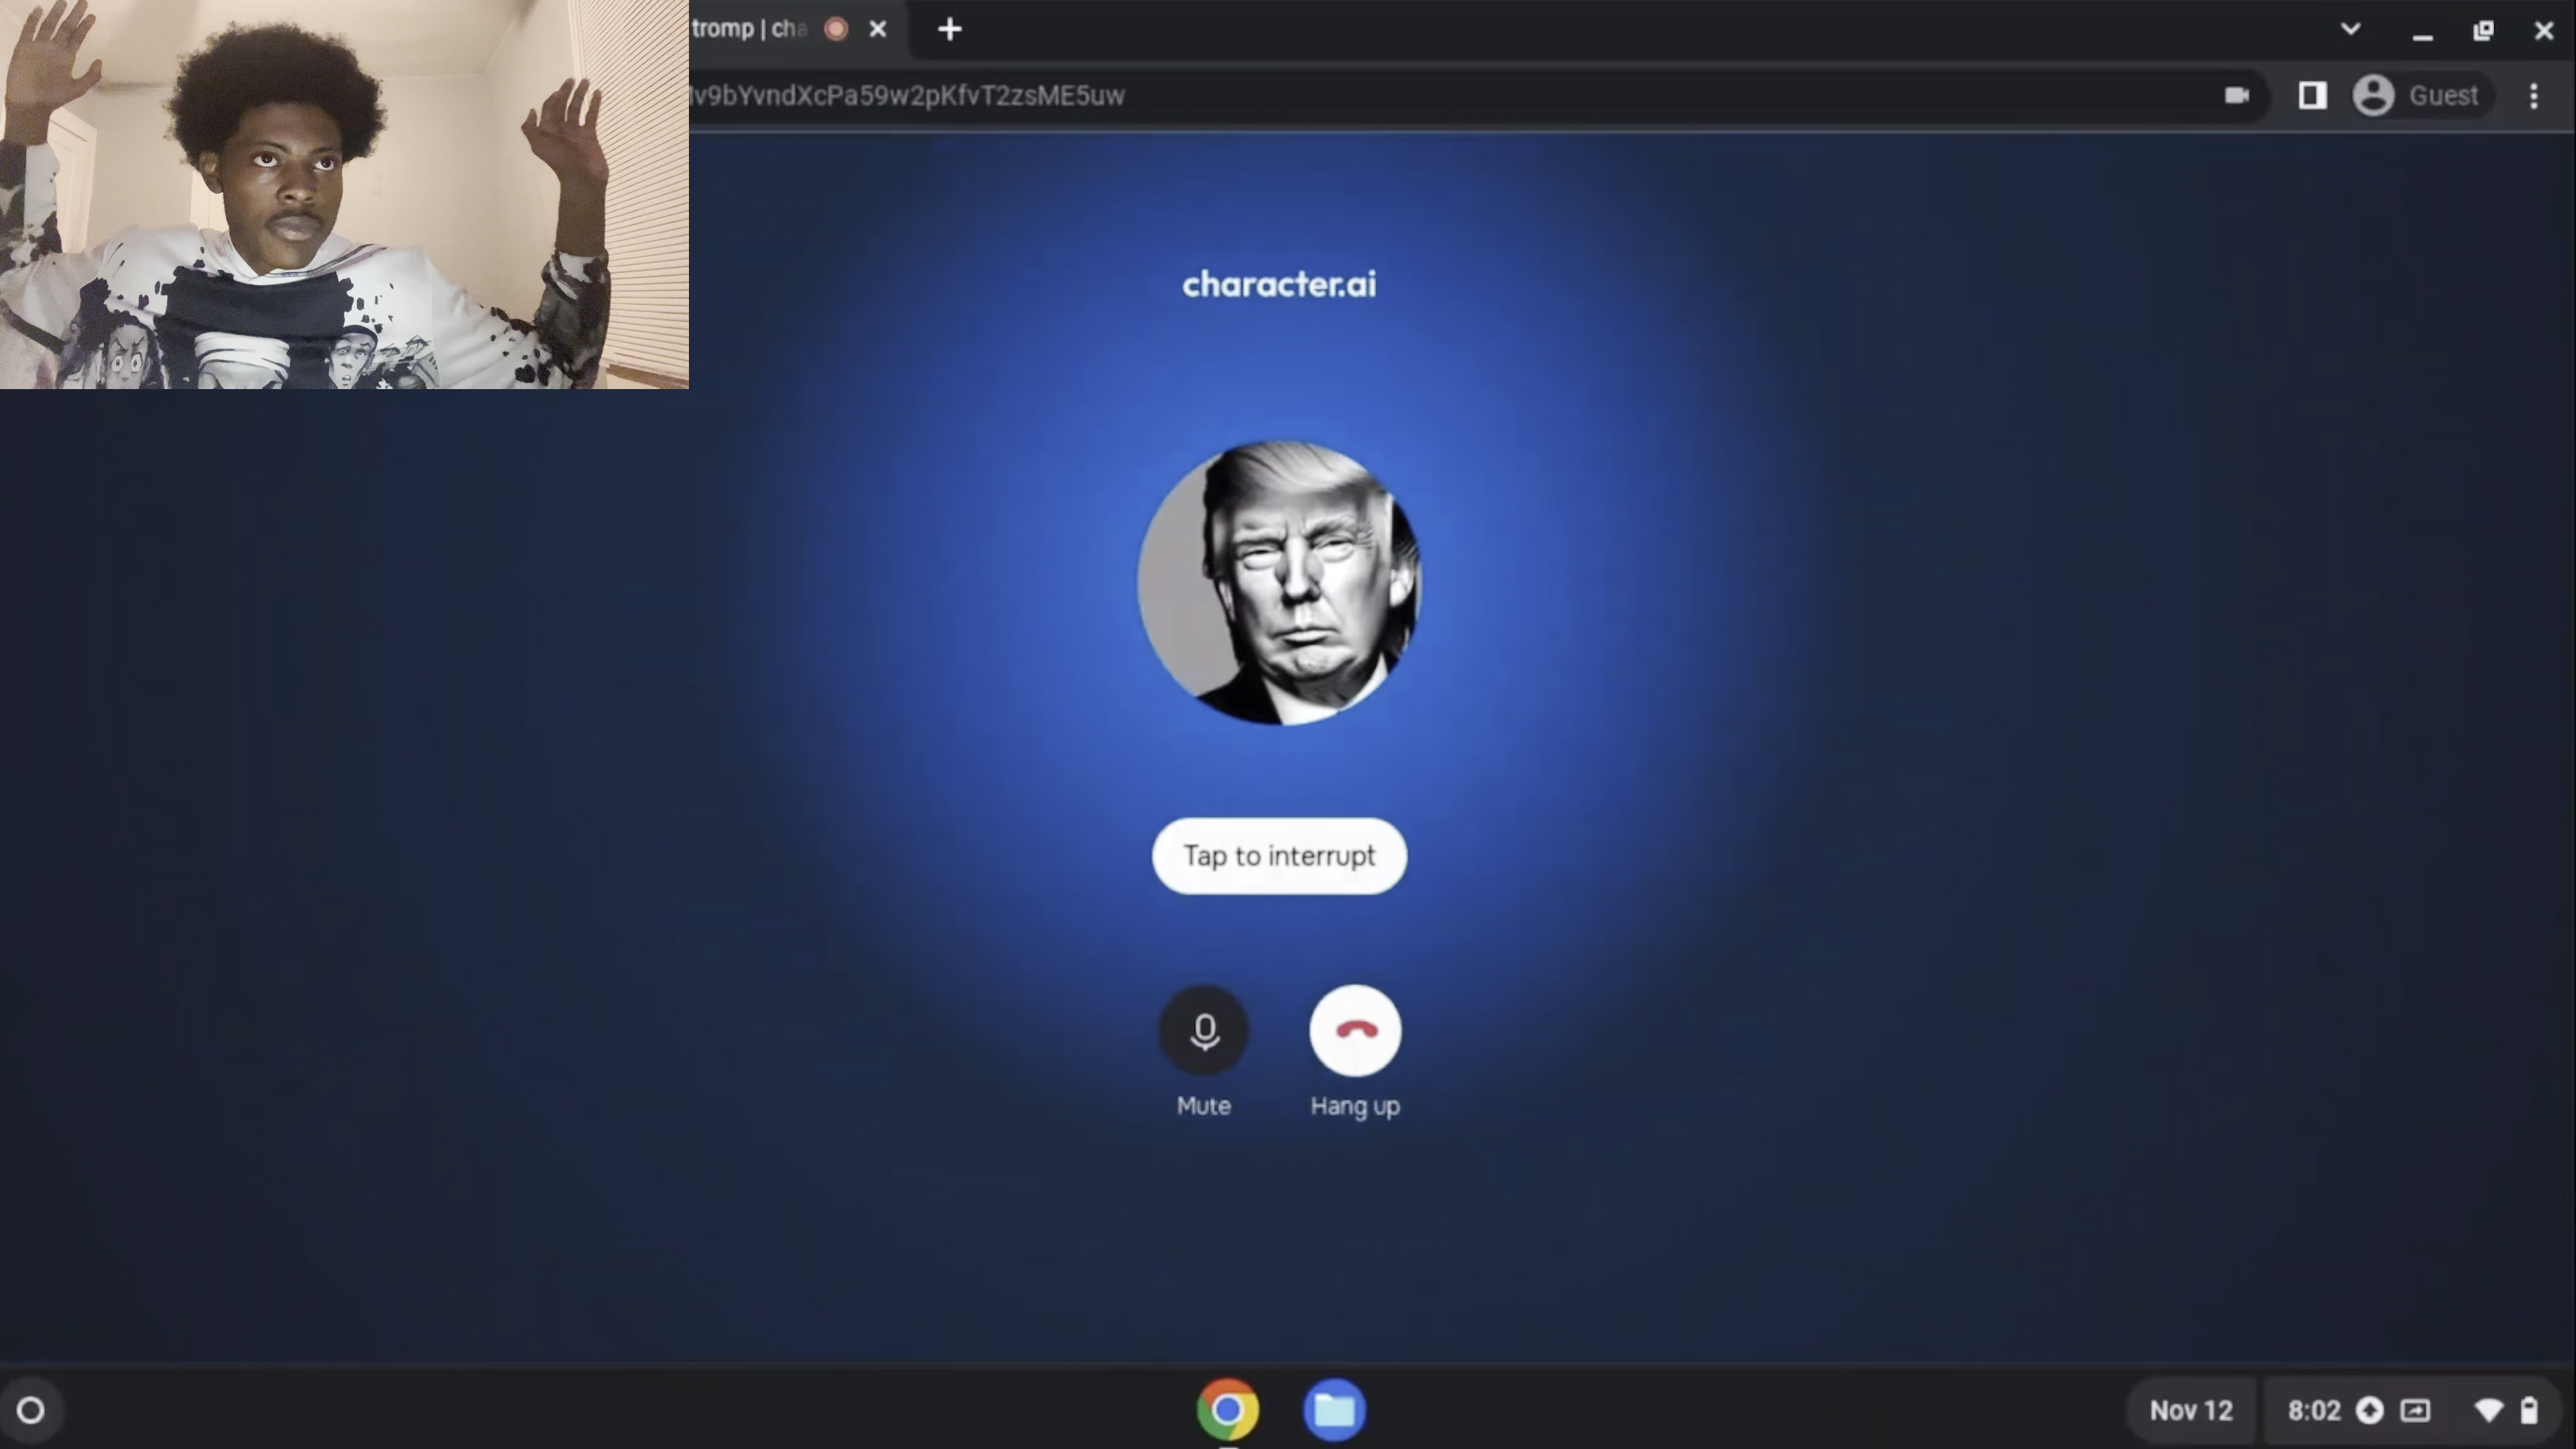 tromp | cha
v9bYvndXcPa59w2pKfvT2zsME5uw
Guest
character.ai
Tap to interrupt
Mute
Hang up
Nov 12
8:02